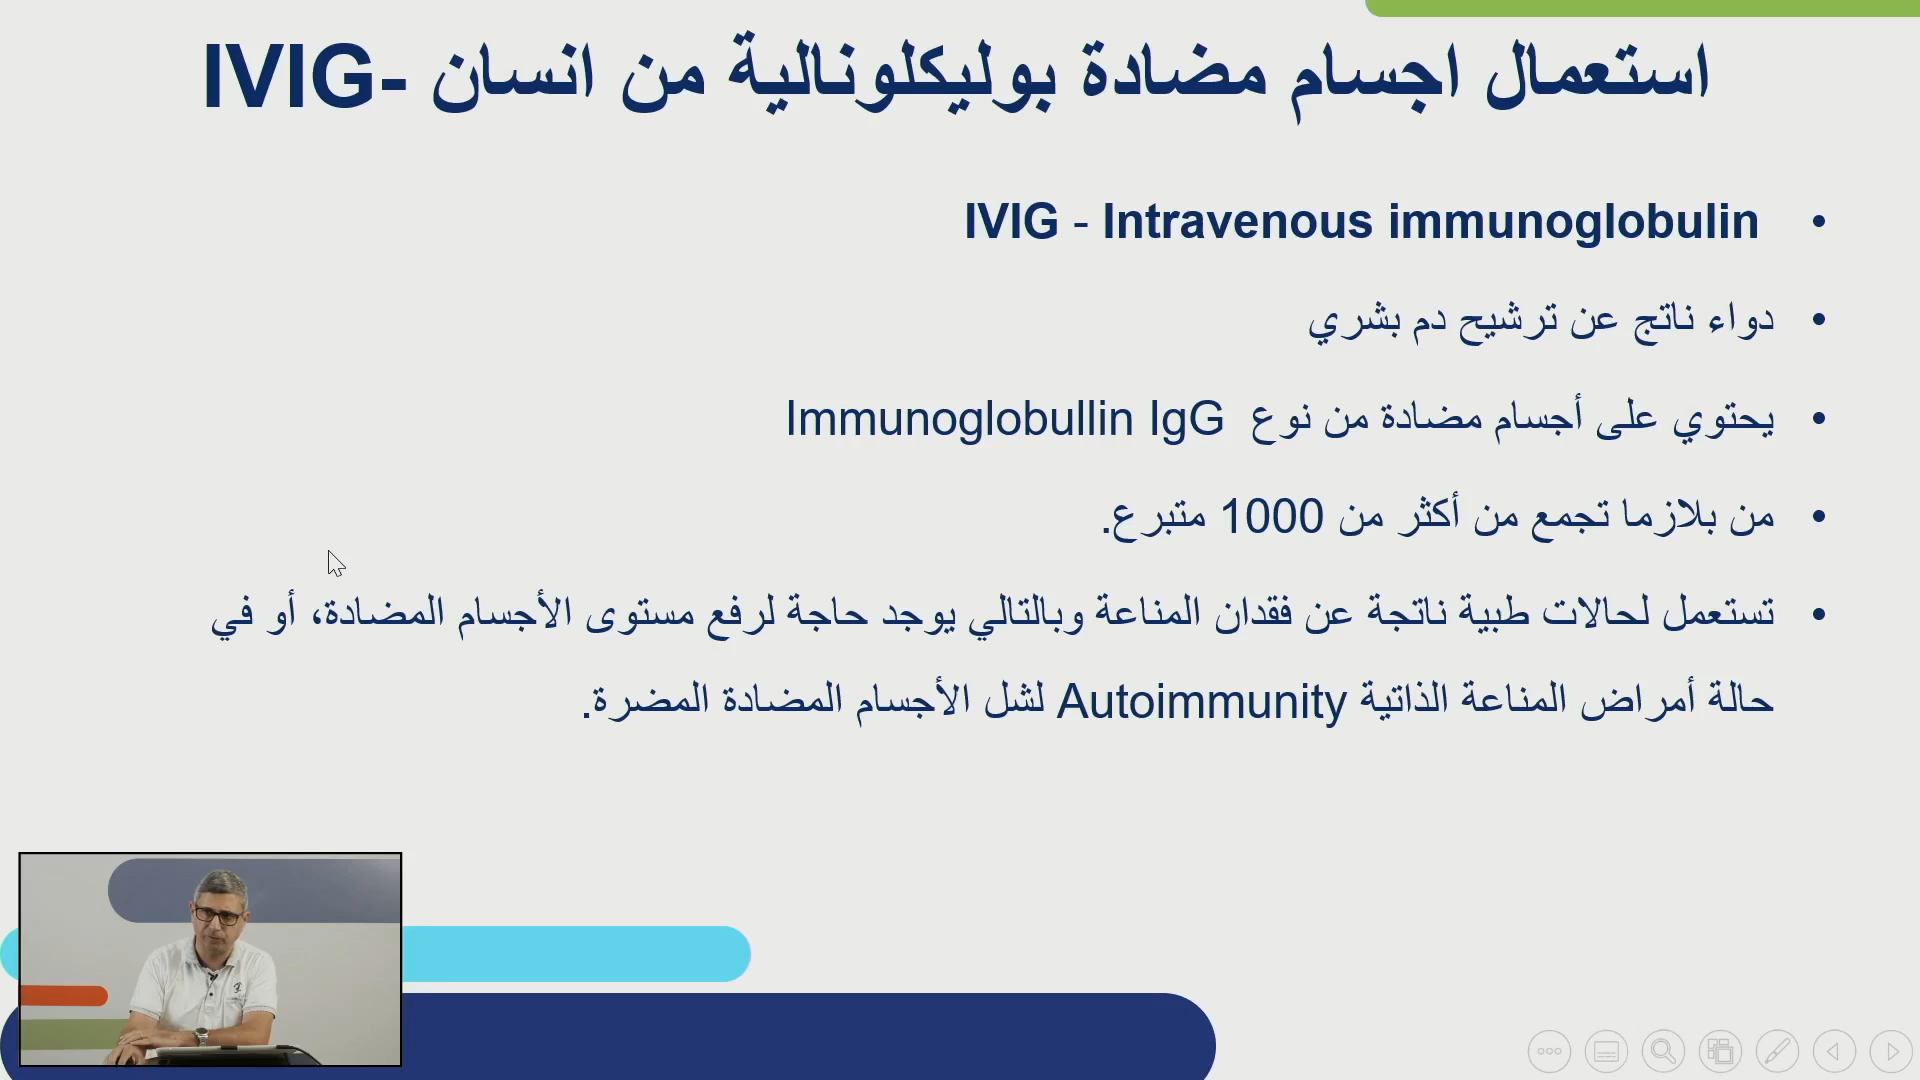 استعمال اجسام مضادة بوليكلونالية من انسان -IVIG
• IVIG - Intravenous immunoglobulin
• دواء ناتج عن ترشيح دم بشري
• يحتوي على أجسام مضادة من نوع Immunoglobullin IgG
• من بلازما تجمع من أكثر من 1000 متبرع.
• تستعمل لحالات طبية ناتجة عن فقدان المناعة وبالتالي يوجد حاجة لرفع مستوى الأجسام المضادة، أو في
حالة أمراض المناعة الذاتية Autoimmunity لشل الأجسام المضادة المضرة.